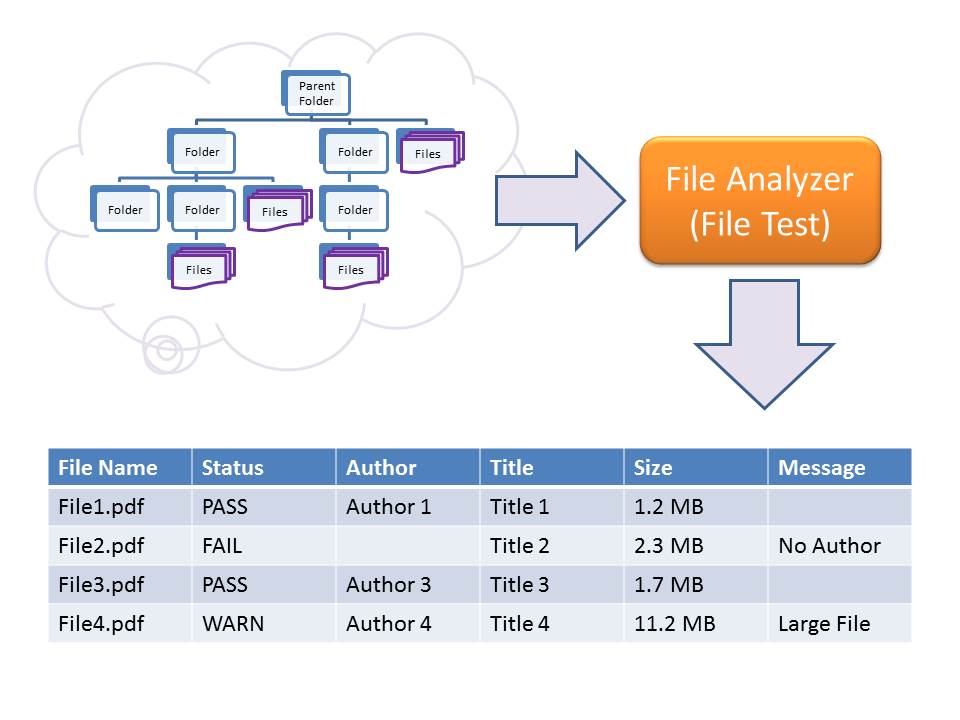 Parent
Folder
Folder
Folder
Files
Folder
Folder
Files
Folder
Files
Files
File Analyzer
(File Test)
File Name Status Author Title Size Message
File1.pdf PASS Author 1 Title 1 1.2 MB
File2.pdf FAIL Title 2 2.3 MB No Author
File3.pdf PASS Author 3 Title 3 1.7 MB
File4.pdf WARN Author 4 Title 4 11.2 MB Large File